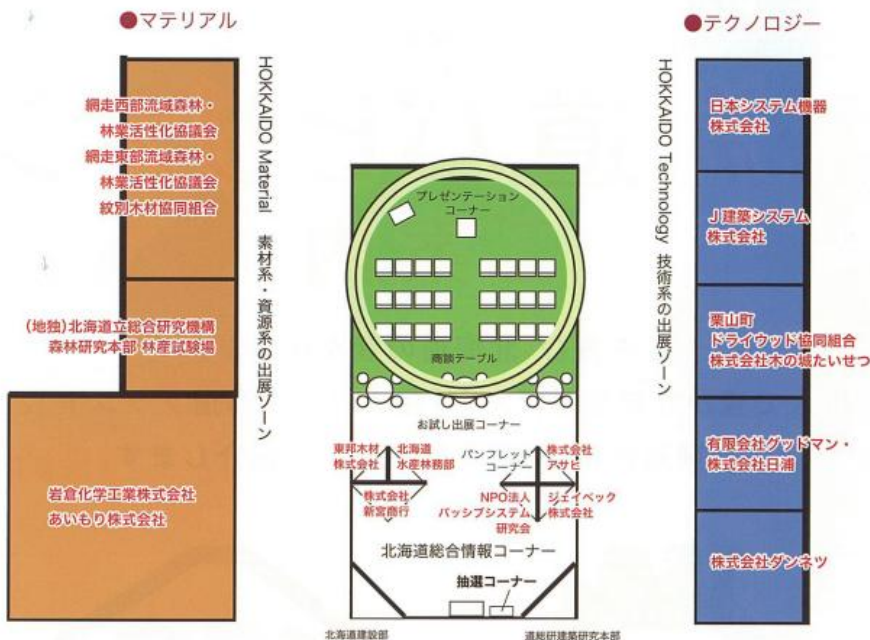 ●マテリアル
網走西部流域森林・
林業活性化協議会
網走東部流域森林・
林業活性化協議会
紋別木材協同組合
(地独)北海道立総合研究機構
森林研究本部 林産試験場
岩倉化学工業株式会社
あいもり株式会社
HOKKAIDO Material 素材系・資源系の出展ゾーン
プレゼンテーション
コーナー
商談テーブル
お試し出展コーナー
東邦木材
株式会社
北海道
水産林務部
株式会社
新宮商行
パンフレット
コーナー
株式会社
アサヒ
NPO法人
パッシブシステム
研究会
ジェイベック
株式会社
北海道総合情報コーナー
抽選コーナー
北海道建設部
道総研建築研究本部
HOKKAIDO Technology 技術系の出展ゾーン
●テクノロジー
日本システム機器
株式会社
J建築システム
株式会社
栗山町
ドライウッド協同組合
株式会社木の城たいせつ
有限会社グッドマン・
株式会社日浦
株式会社ダンネツ